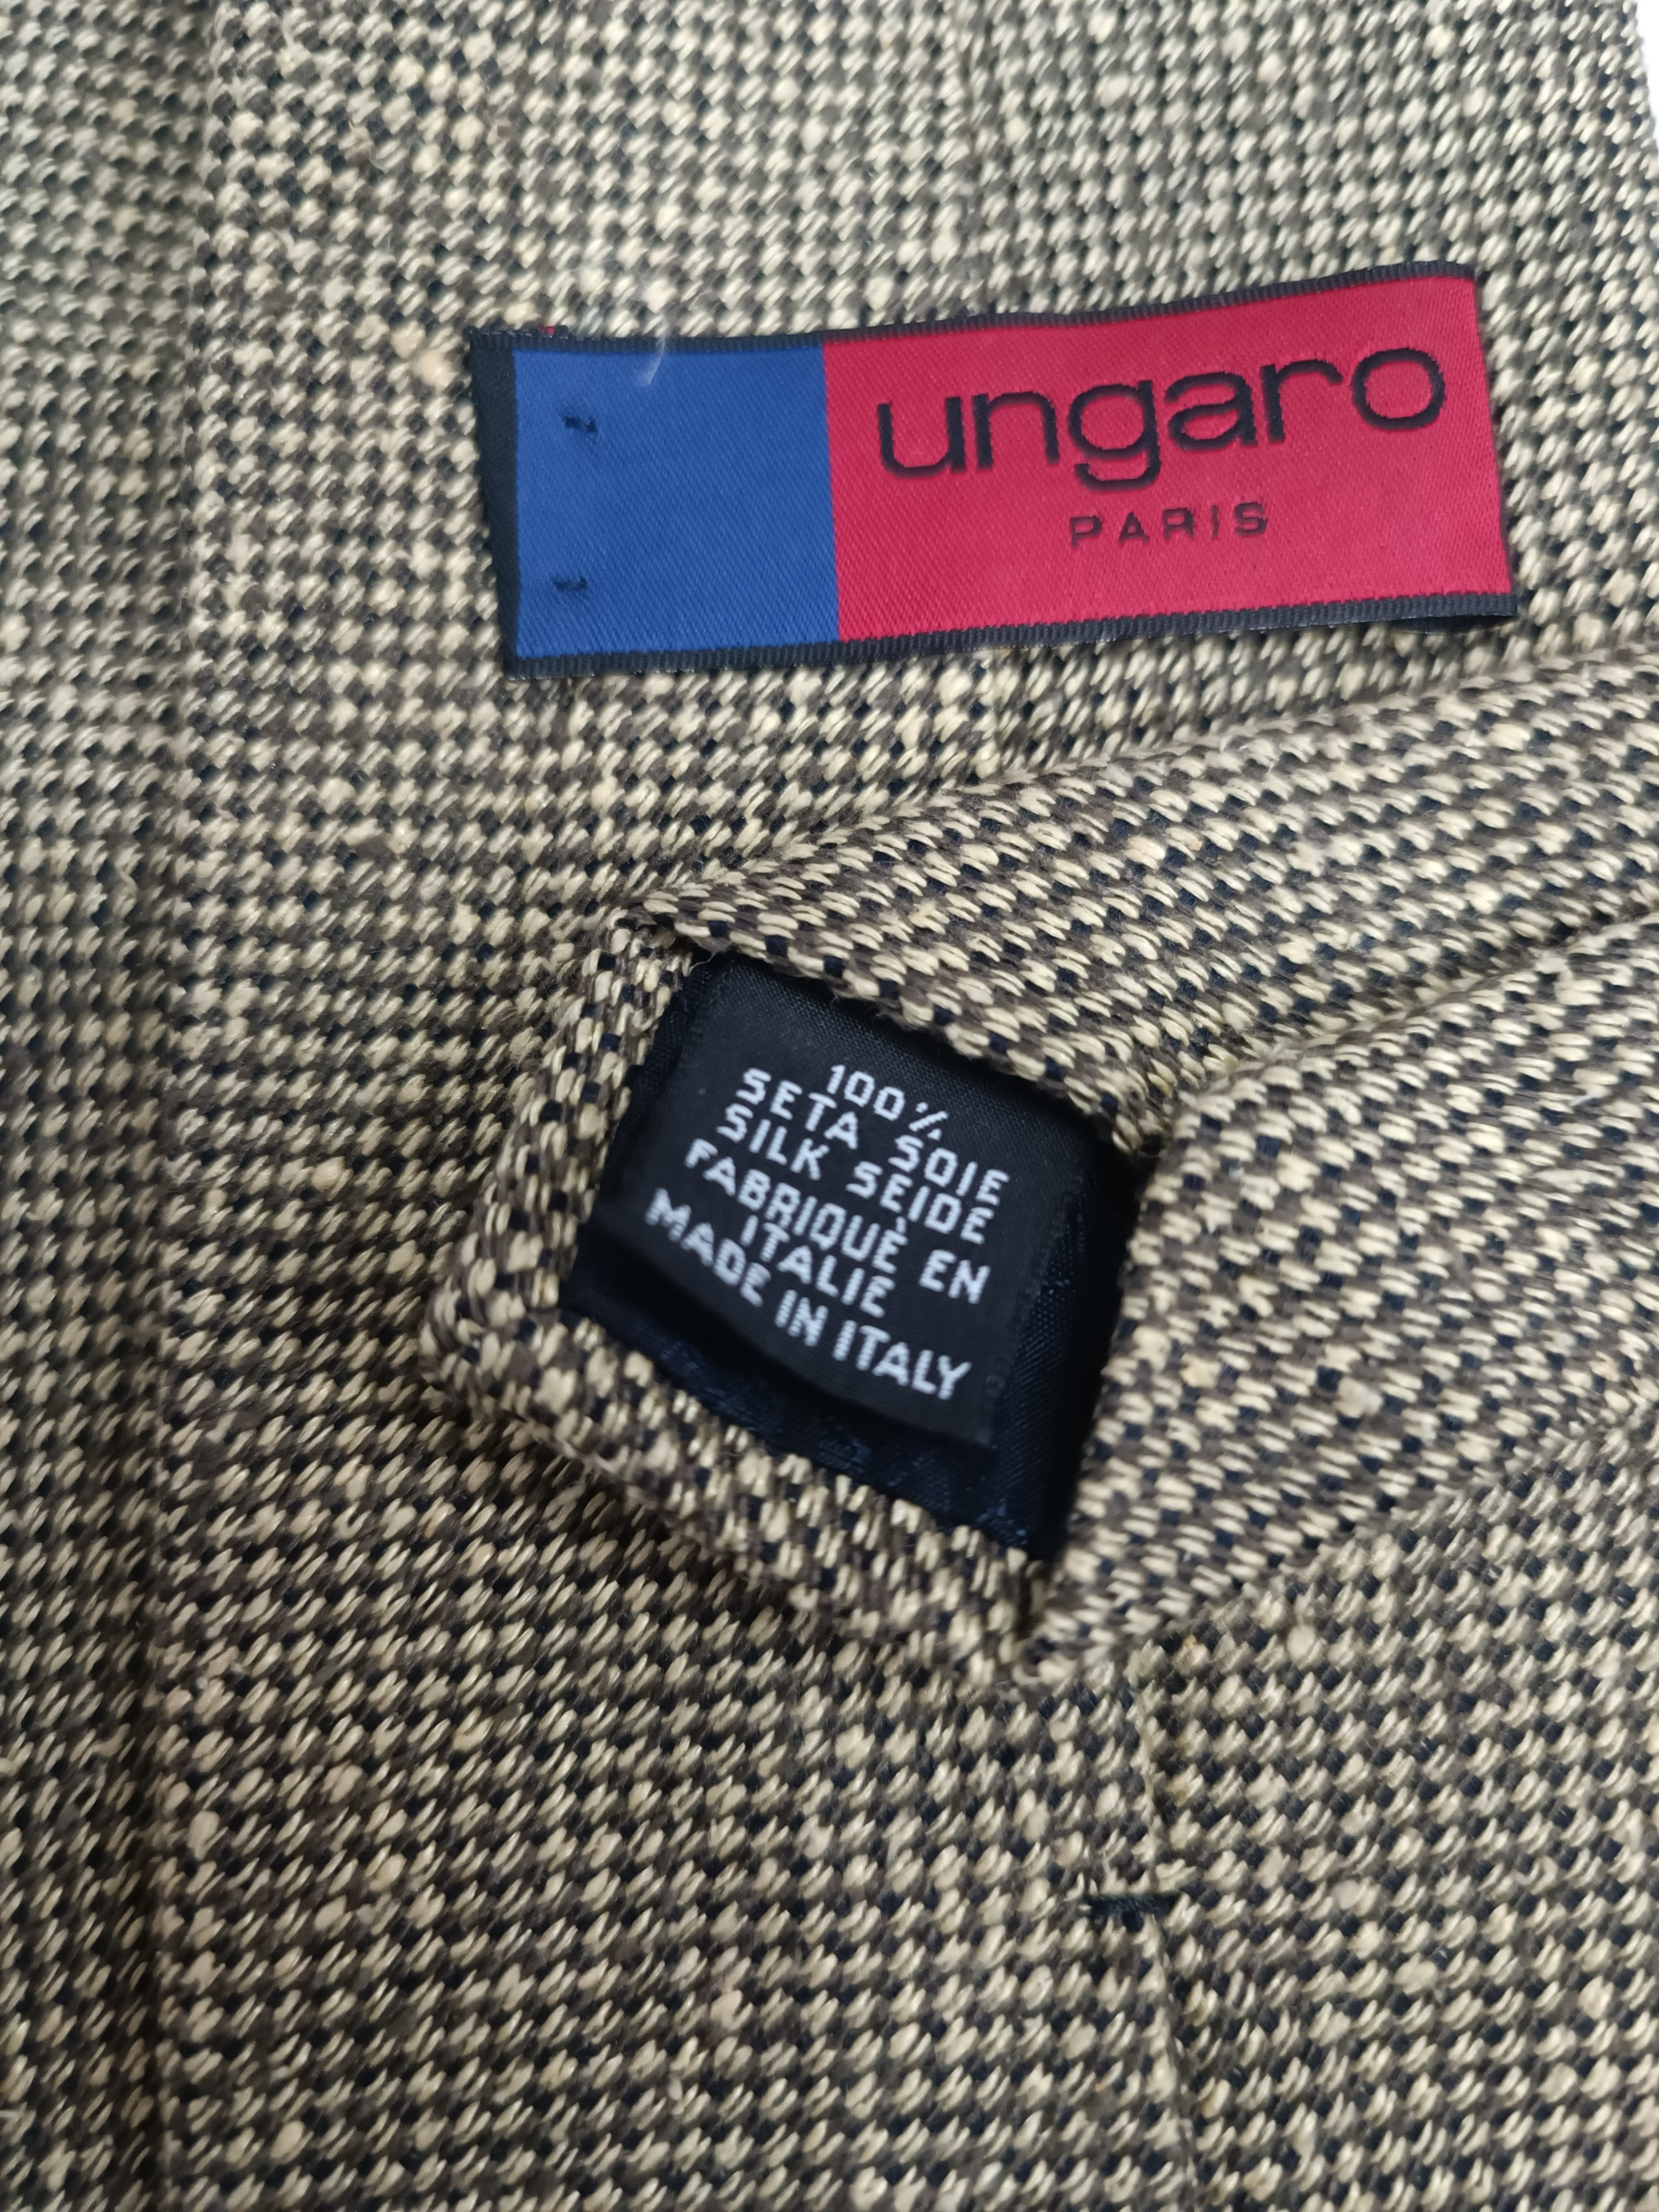 ungaro
PARIS
100%
SETA SOIE
SILK SEIDE
FABRIQUÈ EN
ITALIE
MADE IN ITALY